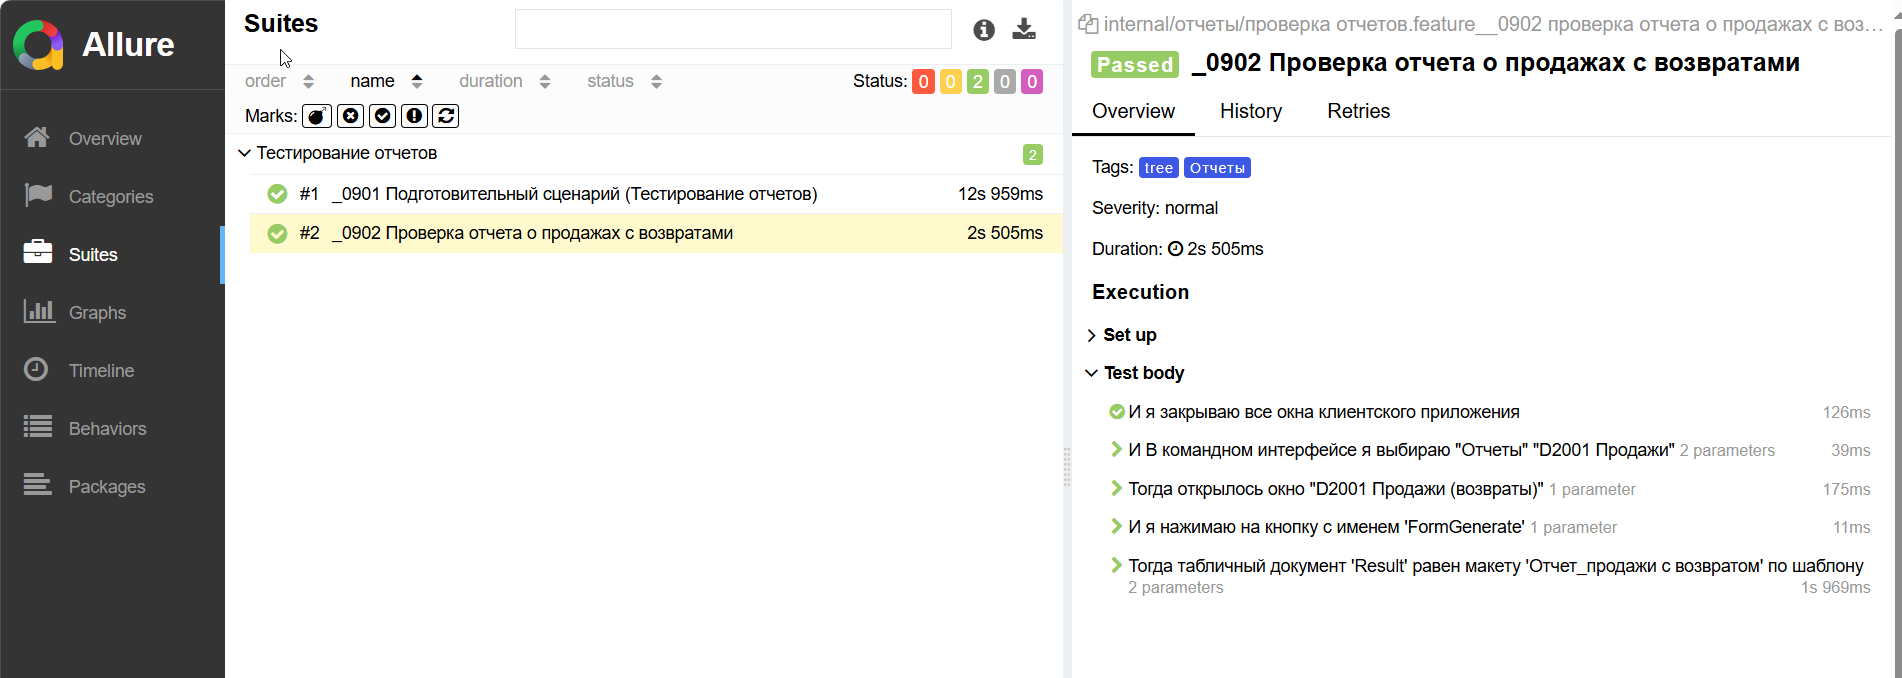 Allure
Overview
Categories
Suites
Graphs
Timeline
Behaviors
Packages
Suites
order name duration status Status: 0 0 2 0 0
Marks:
Тестирование отчетов 2
#1 _0901 Подготовительный сценарий (Тестирование отчетов) 12s 959ms
#2 _0902 Проверка отчета о продажах с возвратами 2s 505ms
internal/отчеты/проверка отчетов.feature__0902 проверка отчета о продажах с воз...
Passed _0902 Проверка отчета о продажах с возвратами
Overview History Retries
Tags: tree Отчеты
Severity: normal
Duration: 2s 505ms
Execution
Set up
Test body
И я закрываю все окна клиентского приложения 126ms
И В командном интерфейсе я выбираю "Отчеты" "D2001 Продажи" 2 parameters 39ms
Тогда открылось окно "D2001 Продажи (возвраты)" 1 parameter 175ms
И я нажимаю на кнопку с именем 'FormGenerate' 1 parameter 11ms
Тогда табличный документ 'Result' равен макету 'Отчет_продажи с возвратом' по шаблону
2 parameters 1s 969ms